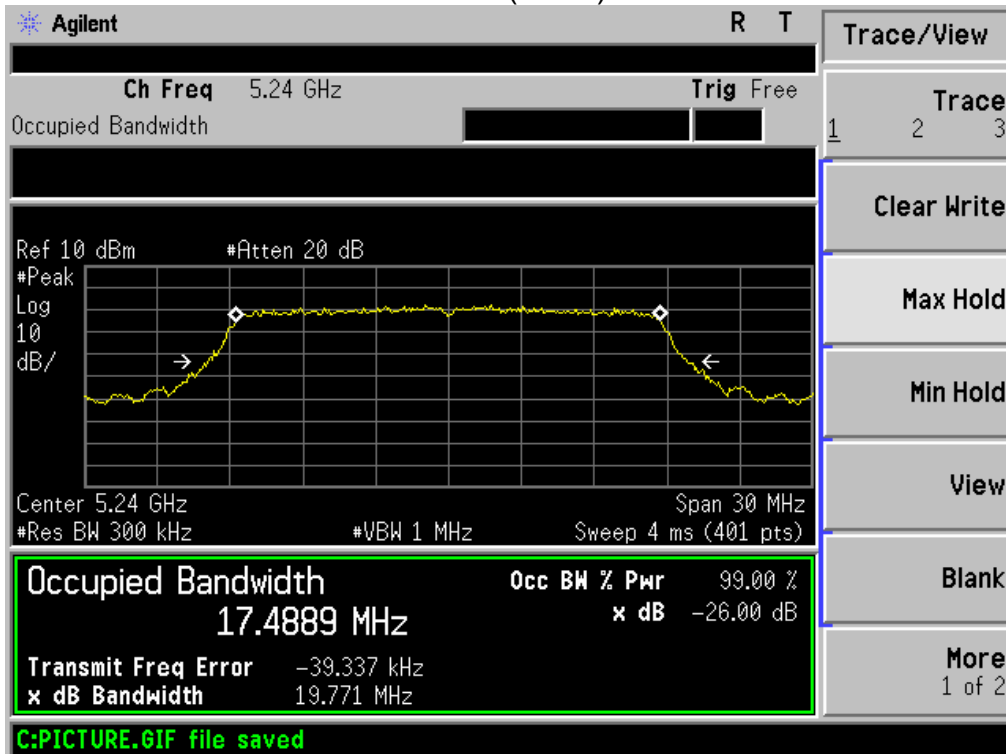 Agilent R T
Ch Freq 5.24 GHz Trig Free
Occupied Bandwidth
Ref 10 dBm #Atten 20 dB
#Peak
Log
10
dB/
Center 5.24 GHz Span 30 MHz
#Res BW 300 kHz #VBW 1 MHz Sweep 4 ms (401 pts)
Occupied Bandwidth Occ BW % Pwr 99.00 %
17.4889 MHz x dB -26.00 dB
Transmit Freq Error -39.337 kHz
x dB Bandwidth 19.771 MHz
C:PICTURE.GIF file saved
Trace/View
Trace
1 2 3
Clear Write
Max Hold
Min Hold
View
Blank
More
1 of 2